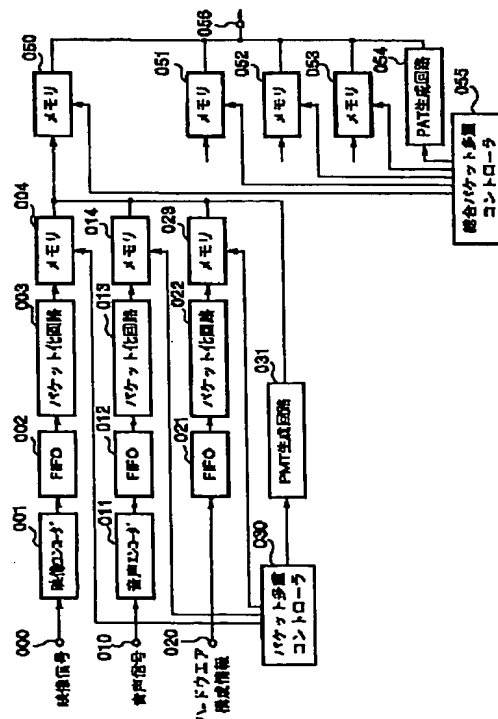 000
映像信号
001
映像エンコーダ
002
FIFO
003
パケット化回路
004
メモリ
010
音声信号
011
音声エンコーダ
012
FIFO
013
パケット化回路
014
メモリ
020
ハードウエア
構成情報
021
FIFO
022
パケット化回路
023
メモリ
030
パケット多重
コントローラ
031
PMT生成回路
050
メモリ
051
メモリ
052
メモリ
053
メモリ
054
PAT生成回路
055
総合パケット多重
コントローラ
056